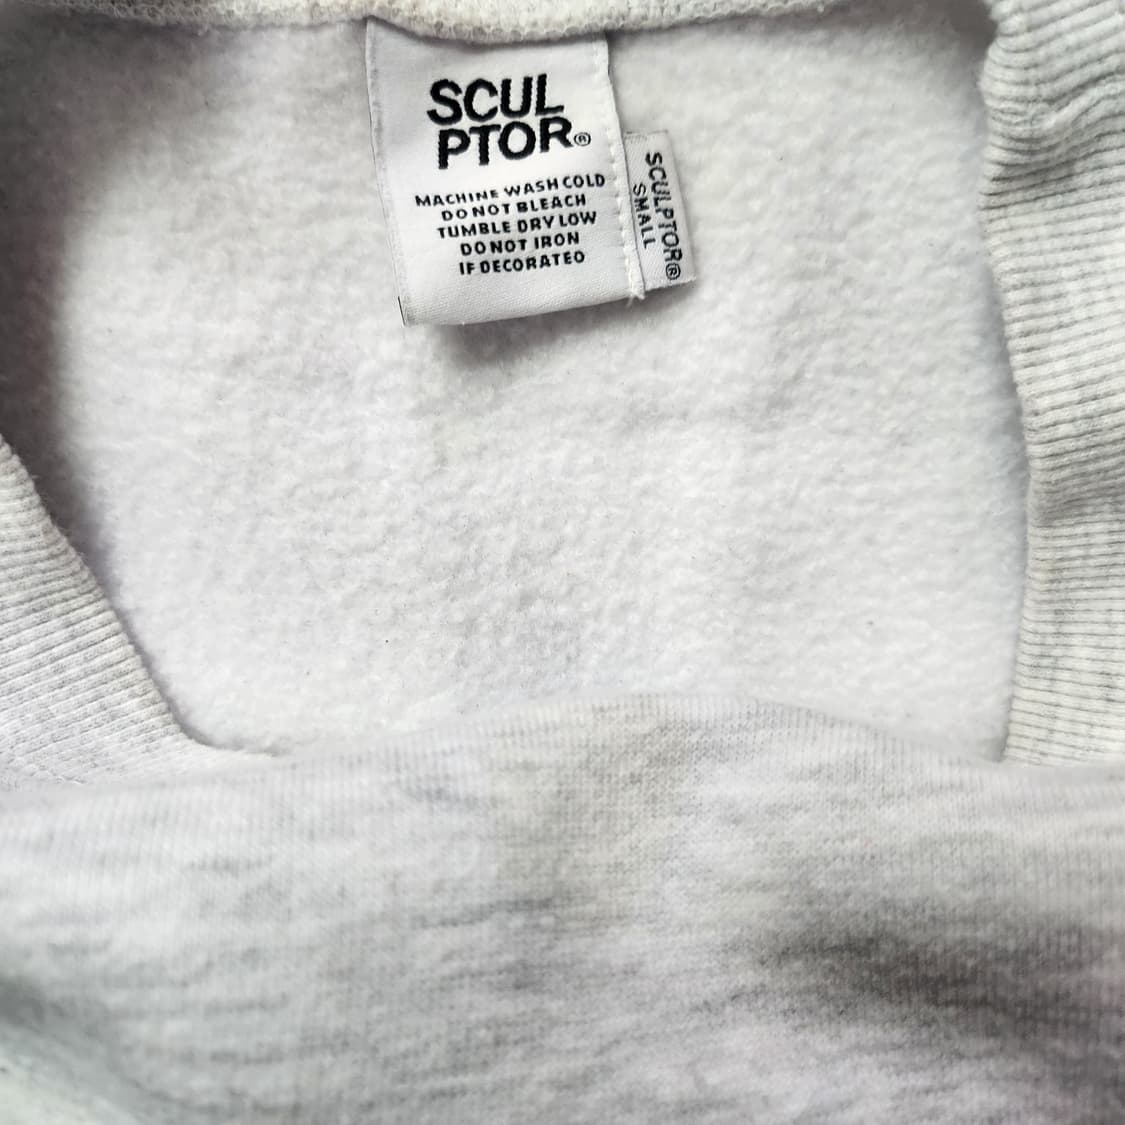 SCUL
PTOR®
MACHINE WASH COLD
DO NOT BLEACH
TUMBLE DRY LOW
DO NOT IRON
IF DECORATED
SCULPTOR®
SMALL